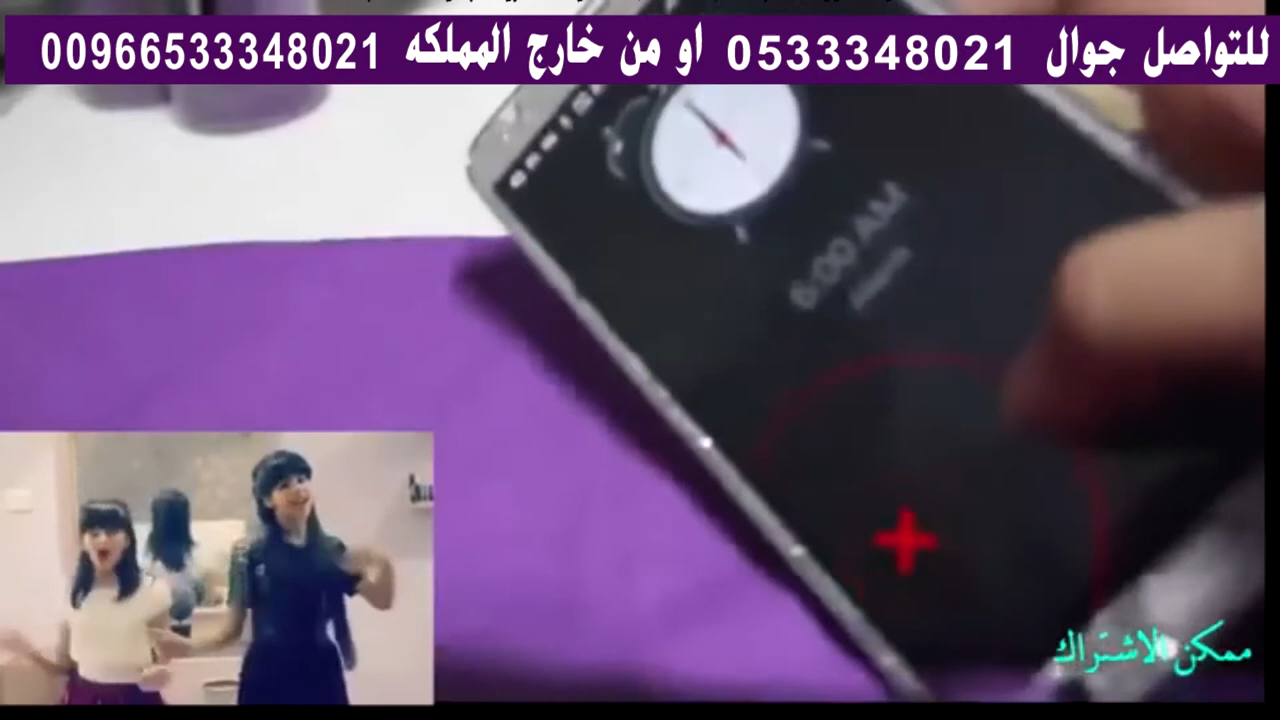 للتواصل جوال 0533348021 او من خارج المملكه 00966533348021
6:00 AM
ممكن الاشتراك